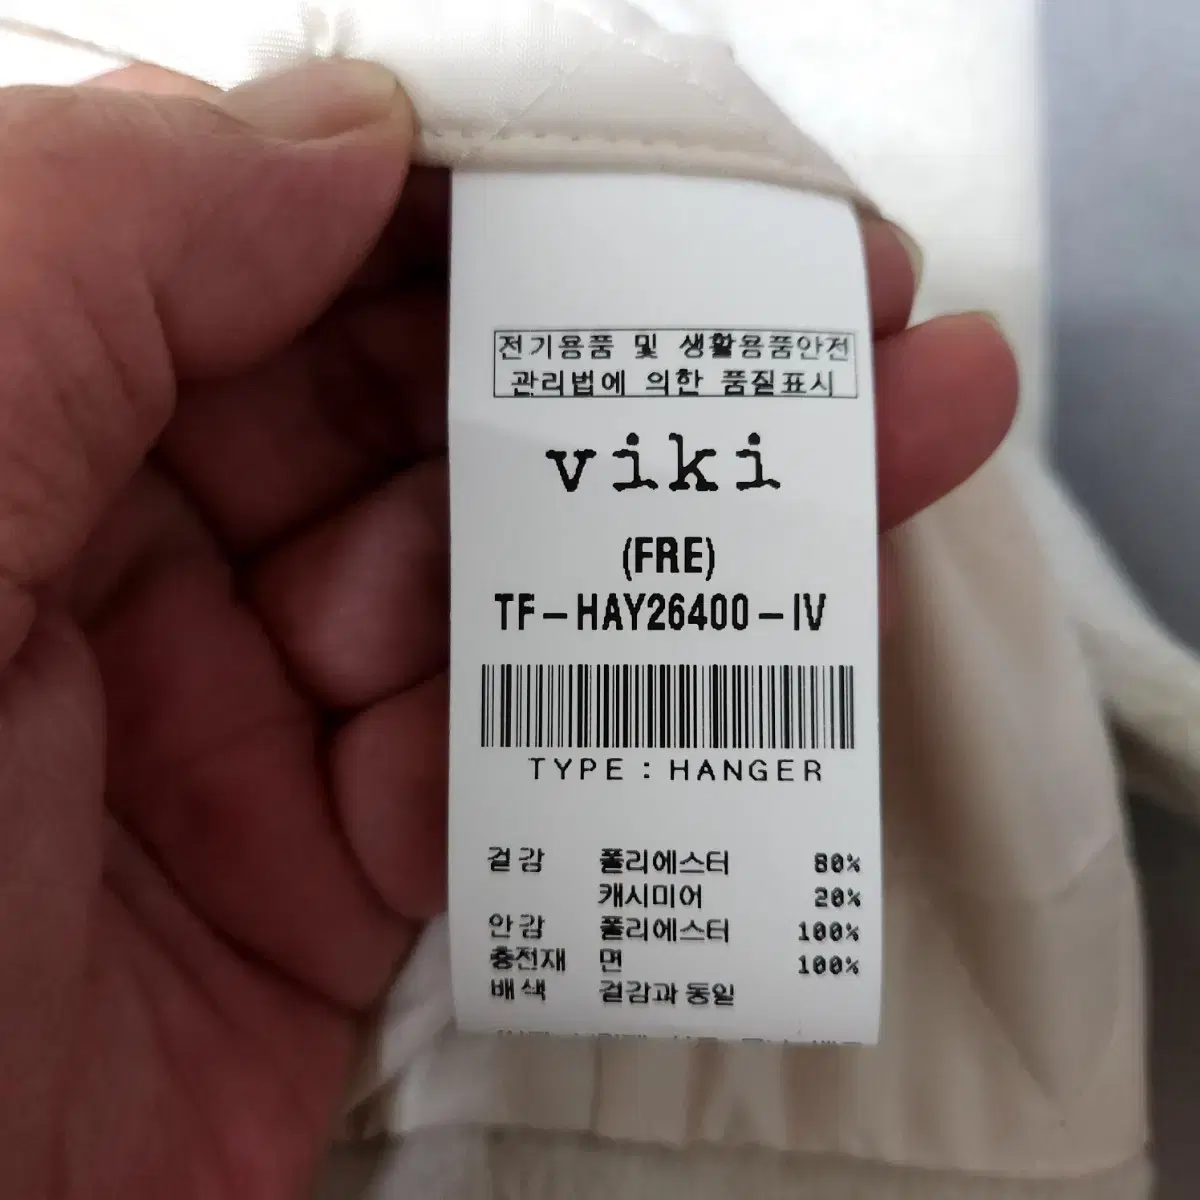 전기용품 및 생활용품안전
관리법에 의한 품질표시
viki
(FRE)
TF-HAY26400-IV
TYPE : HANGER
겉감 폴리에스터 80%
캐시미어 20%
안감 폴리에스터 100%
충전재 면 100%
배색 겉감과 동일